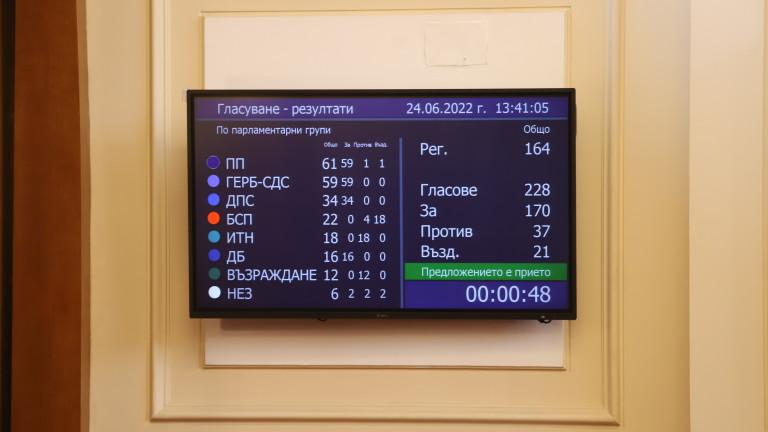 Гласуване - резултати 24.06.2022 г. 13:41:05
По парламентарни групи
Общо За Против Възд.
ПП 61 59 1 1
ГЕРБ-СДС 59 59 0 0
ДПС 34 34 0 0
БСП 22 0 4 18
ИТН 18 0 18 0
ДБ 16 16 0 0
ВЪЗРАЖДАНЕ 12 0 12 0
НЕЗ 6 2 2 2
Общо
Рег. 164
Гласове 228
За 170
Против 37
Възд. 21
Предложението е прието
00:00:48